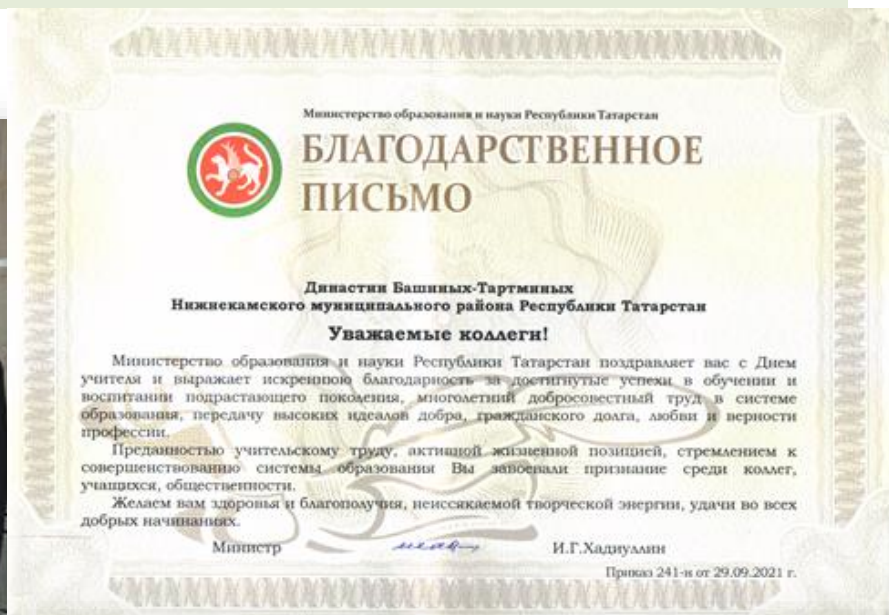 Министерство образования и науки Республики Татарстан
БЛАГОДАРСТВЕННОЕ
ПИСЬМО
Династии Башиных-Тартминых
Нижнекамского муниципального района Республики Татарстан
Уважаемые коллеги!
Министерство образования и науки Республики Татарстан поздравляет вас с Днем
учителя и выражает искреннюю благодарность за достигнутые успехи в обучении и
воспитании подрастающего поколения, многолетний добросовестный труд в системе
образования, передачу высоких идеалов добра, гражданского долга, любви и верности
профессии.
Преданностью учительскому труду, активной жизненной позицией, стремлением к
совершенствованию системы образования Вы завоевали признание среди коллег,
учащихся, общественности.
Желаем вам здоровья и благополучия, неиссякаемой творческой энергии, удачи во всех
добрых начинаниях.
Министр И.Г.Хадиуллин
Приказ 241-н от 29.09.2021 г.